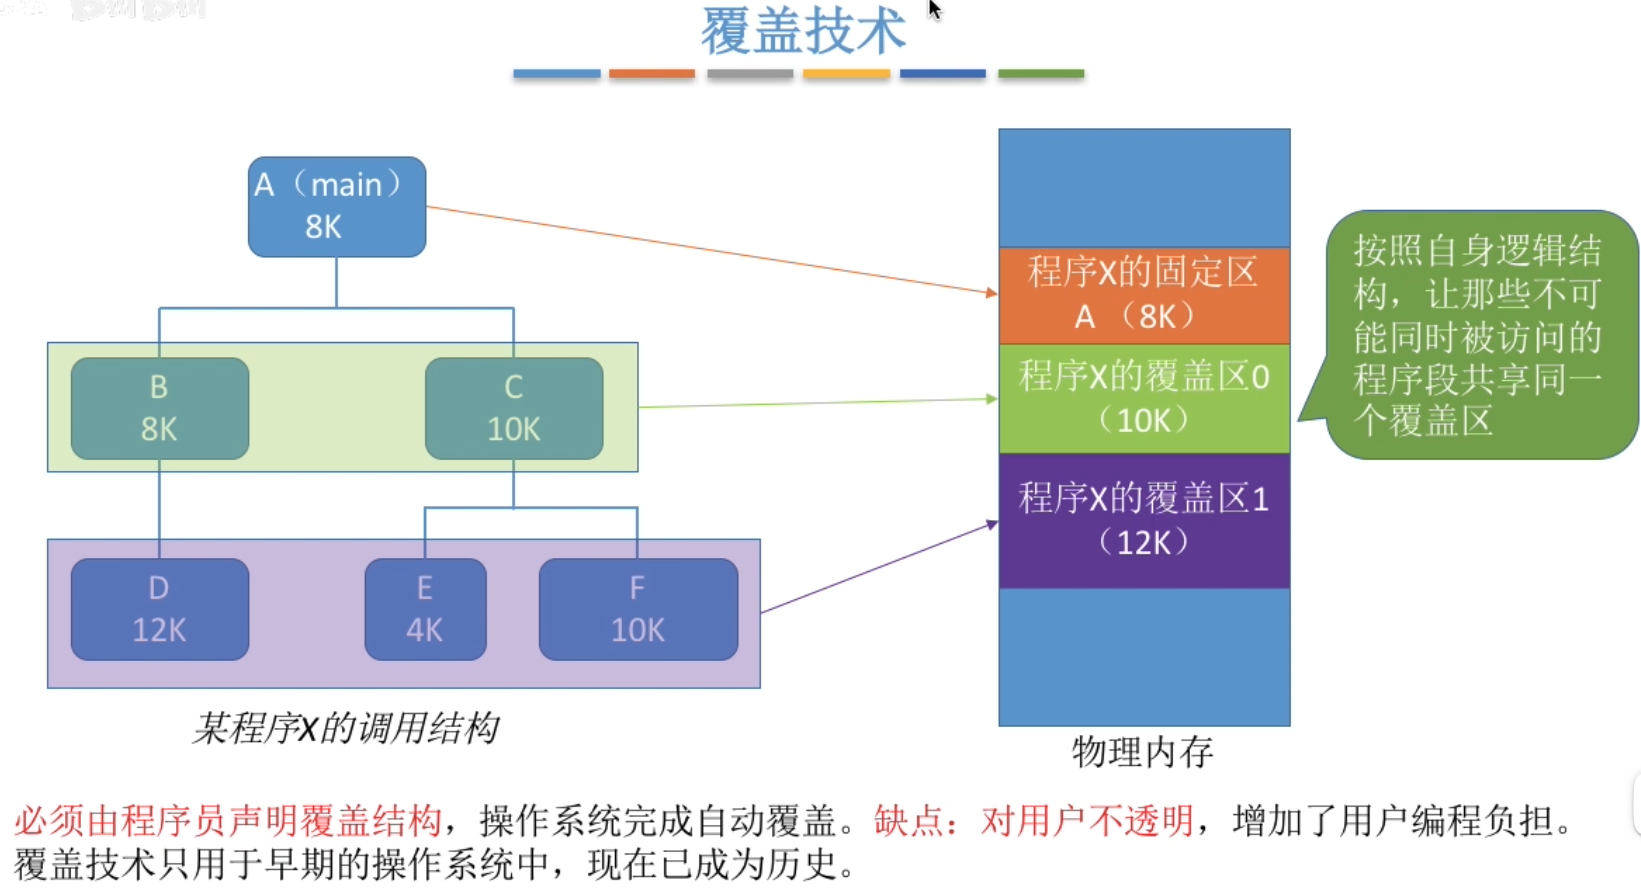 覆盖技术
A（main）
8K
B
8K
C
10K
D
12K
E
4K
F
10K
某程序X的调用结构
程序X的固定区
A （8K）
程序X的覆盖区0
（10K）
程序X的覆盖区1
（12K）
物理内存
按照自身逻辑结
构，让那些不可
能同时被访问的
程序段共享同一
个覆盖区
必须由程序员声明覆盖结构，操作系统完成自动覆盖。缺点：对用户不透明，增加了用户编程负担。
覆盖技术只用于早期的操作系统中，现在已成为历史。